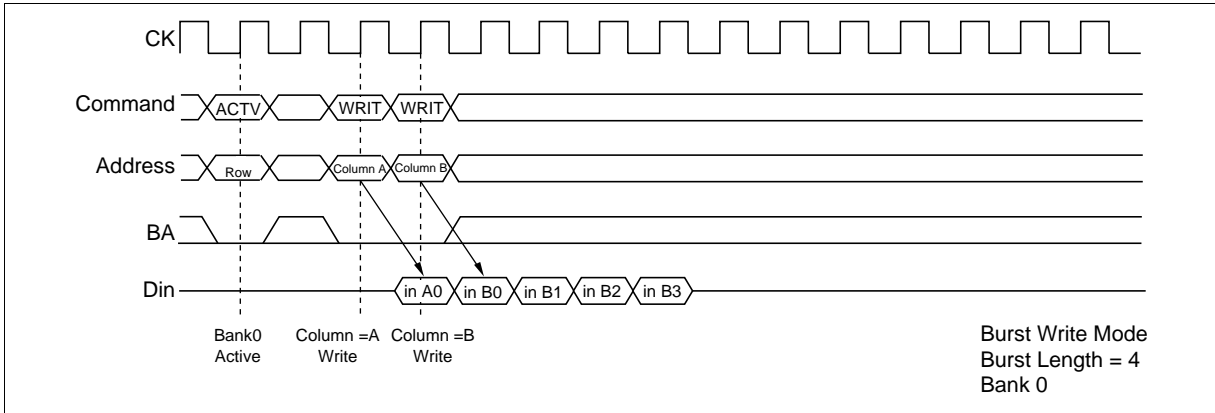 CK
Command ACTV WRIT WRIT
Address Row Column A Column B
BA
Din in A0 in B0 in B1 in B2 in B3
Bank0 Column =A Column =B
Active Write Write
Burst Write Mode
Burst Length = 4
Bank 0